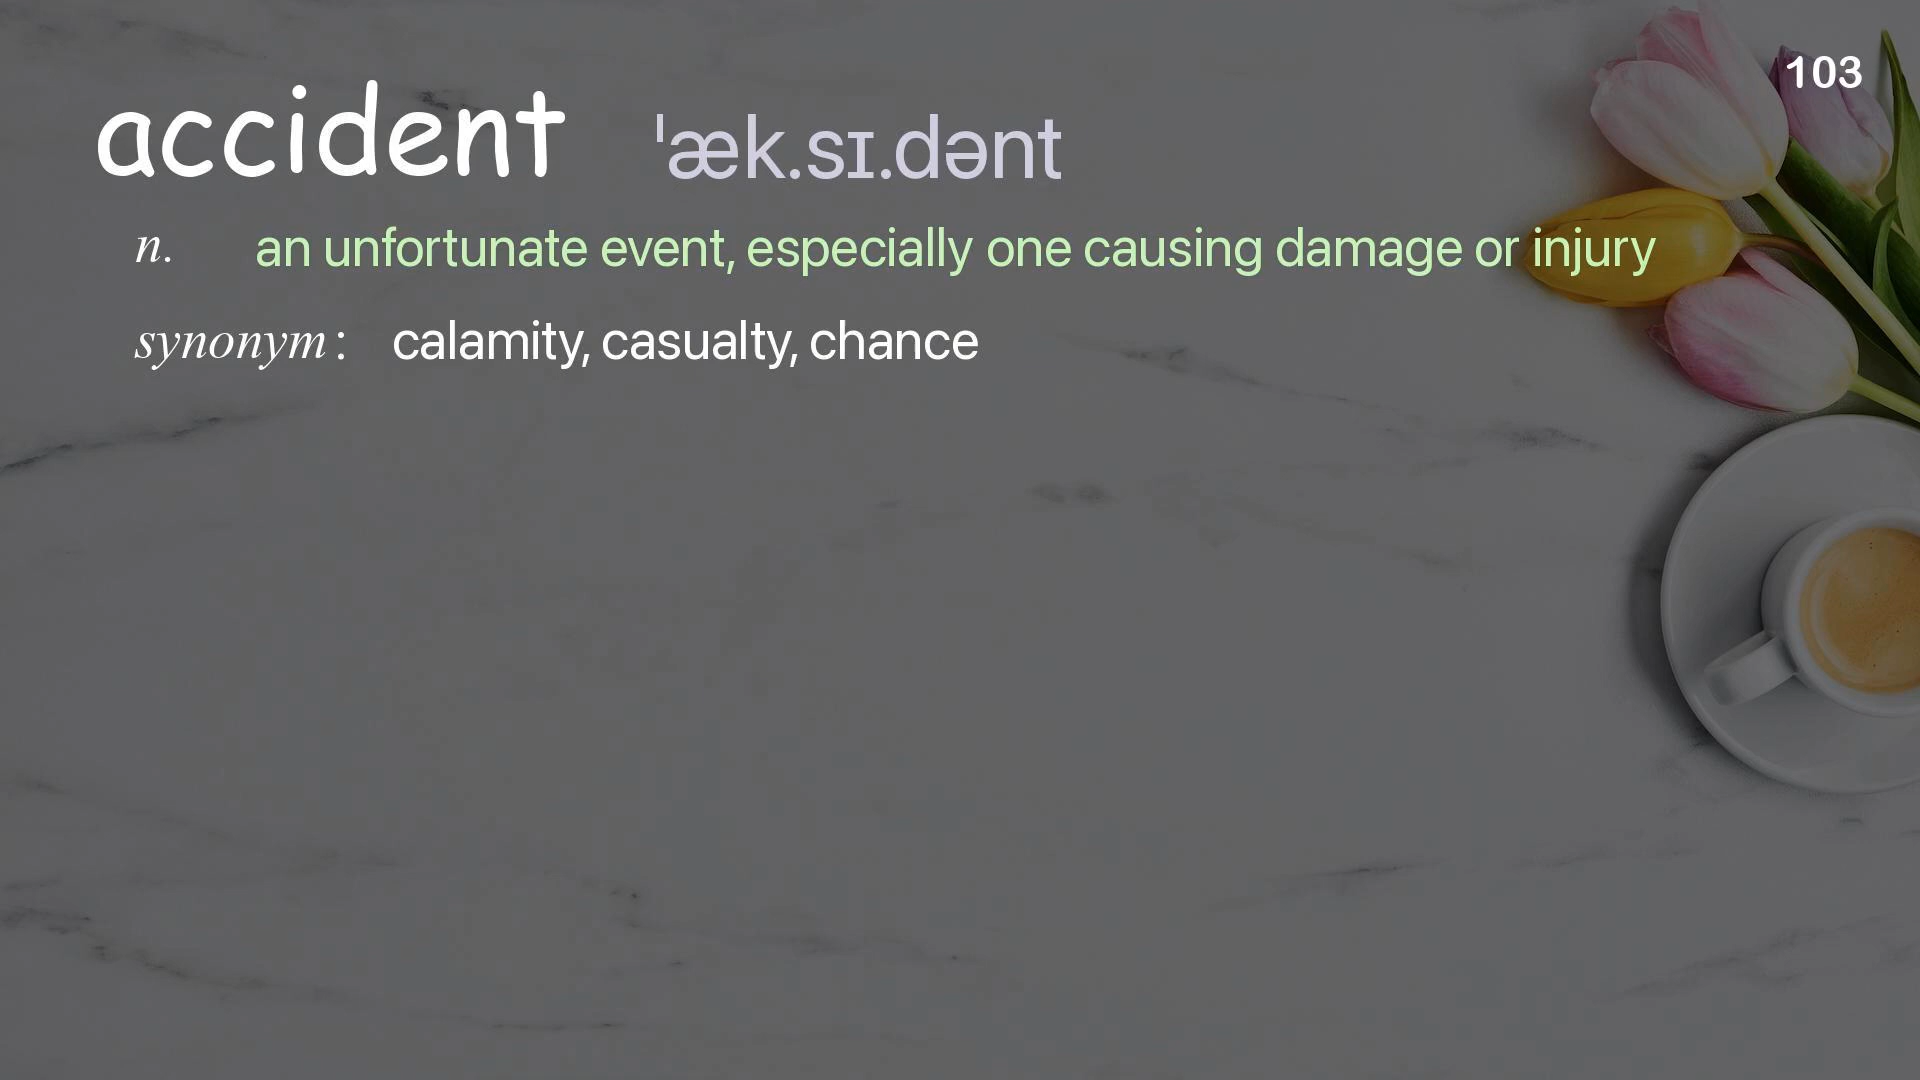 103
accident ˈæk.sɪ.dənt
n. an unfortunate event, especially one causing damage or injury
synonym: calamity, casualty, chance